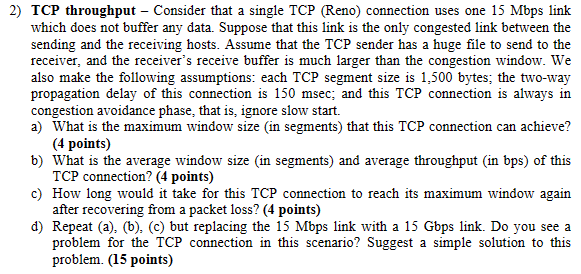 2) TCP throughput – Consider that a single TCP (Reno) connection uses one 15 Mbps link
which does not buffer any data. Suppose that this link is the only congested link between the
sending and the receiving hosts. Assume that the TCP sender has a huge file to send to the
receiver, and the receiver's receive buffer is much larger than the congestion window. We
also make the following assumptions: each TCP segment size is 1,500 bytes; the two-way
propagation delay of this connection is 150 msec; and this TCP connection is always in
congestion avoidance phase, that is, ignore slow start.
a) What is the maximum window size (in segments) that this TCP connection can achieve?
(4 points)
b) What is the average window size (in segments) and average throughput (in bps) of this
TCP connection? (4 points)
c) How long would it take for this TCP connection to reach its maximum window again
after recovering from a packet loss? (4 points)
d) Repeat (a), (b), (c) but replacing the 15 Mbps link with a 15 Gbps link. Do you see a
problem for the TCP connection in this scenario? Suggest a simple solution to this
problem. (15 points)